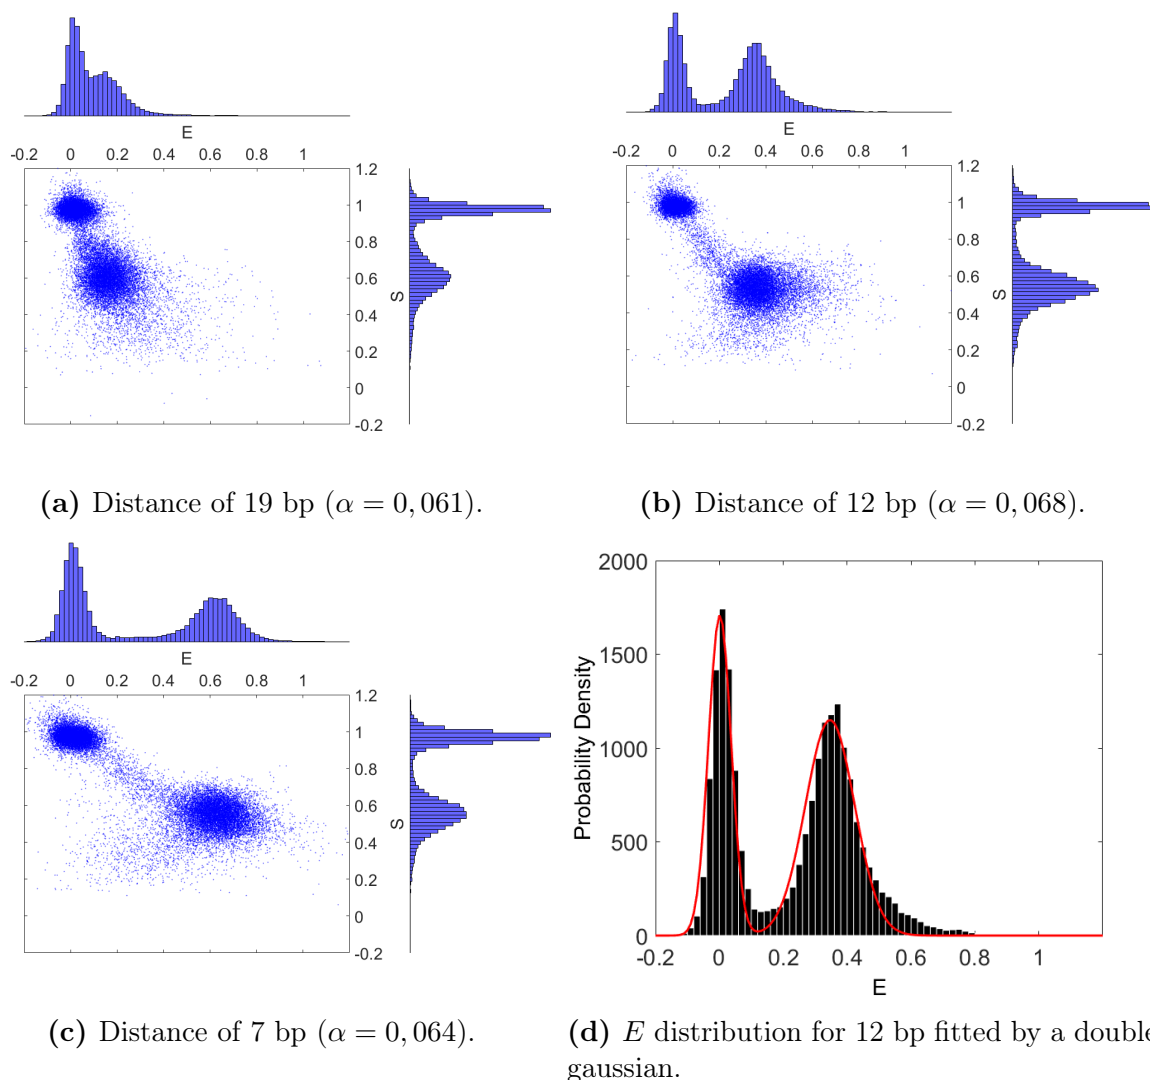 E
E
-0.2 0 0.2 0.4 0.6 0.8 1
-0.2 0 0.2 0.4 0.6 0.8 1
1.2
1
0.8
0.6
0.4
0.2
0
-0.2
S
1.2
1
0.8
0.6
0.4
0.2
0
-0.2
S
(a) Distance of 19 bp (α = 0, 061).
(b) Distance of 12 bp (α = 0, 068).
E
-0.2 0 0.2 0.4 0.6 0.8 1
1.2
1
0.8
0.6
0.4
0.2
0
-0.2
S
2000
1500
1000
500
0
Probability Density
-0.2 0 0.2 0.4 0.6 0.8 1
E
(c) Distance of 7 bp (α = 0, 064).
(d) E distribution for 12 bp fitted by a double
gaussian.